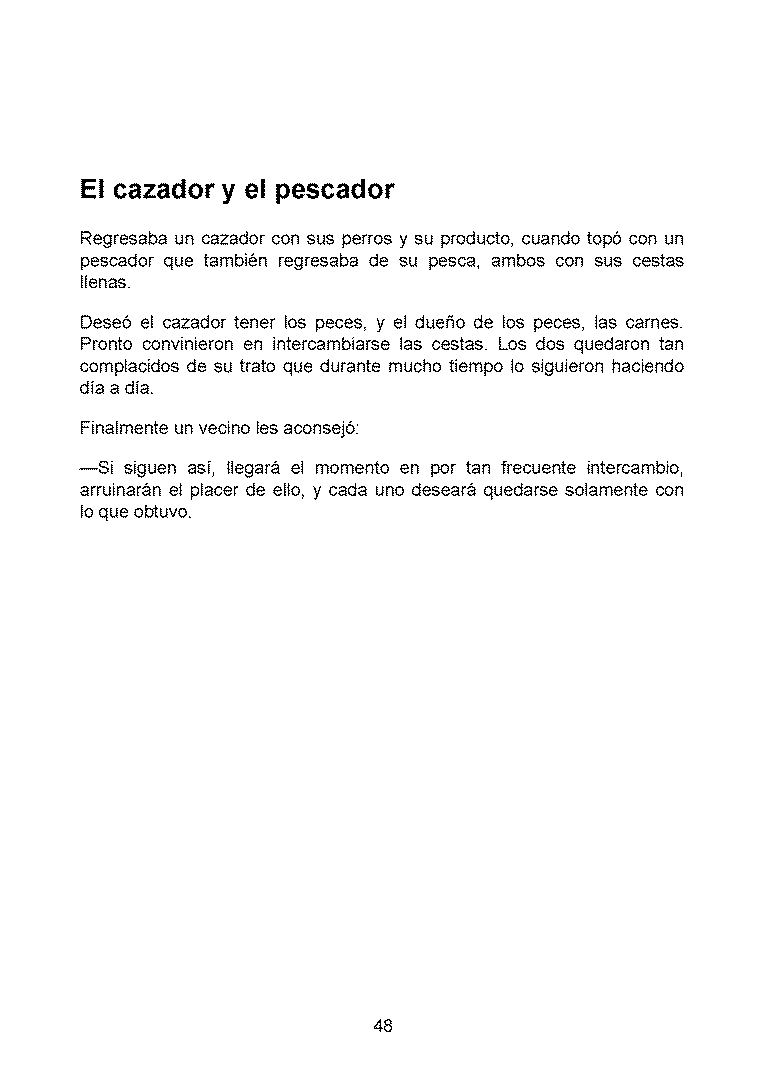 El cazador y el pescador
Regresaba un cazador con sus perros y su producto, cuando topó con un
pescador que también regresaba de su pesca, ambos con sus cestas
llenas.
Deseó el cazador tener los peces, y el dueño de los peces, las carnes.
Pronto convinieron en intercambiarse las cestas. Los dos quedaron tan
complacidos de su trato que durante mucho tiempo lo siguieron haciendo
día a día.
Finalmente un vecino les aconsejó:
—Si siguen así, llegará el momento en por tan frecuente intercambio,
arruinarán el placer de ello, y cada uno deseará quedarse solamente con
lo que obtuvo.
48